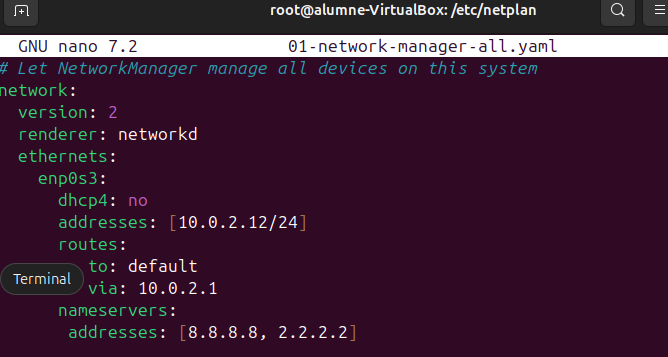 root@alumne-VirtualBox: /etc/netplan
GNU nano 7.2 01-network-manager-all.yaml
# Let NetworkManager manage all devices on this system
network:
  version: 2
  renderer: networkd
  ethernets:
    enp0s3:
      dhcp4: no
      addresses: [10.0.2.12/24]
      routes:
         to: default
Terminal
         via: 10.0.2.1
      nameservers:
       addresses: [8.8.8.8, 2.2.2.2]